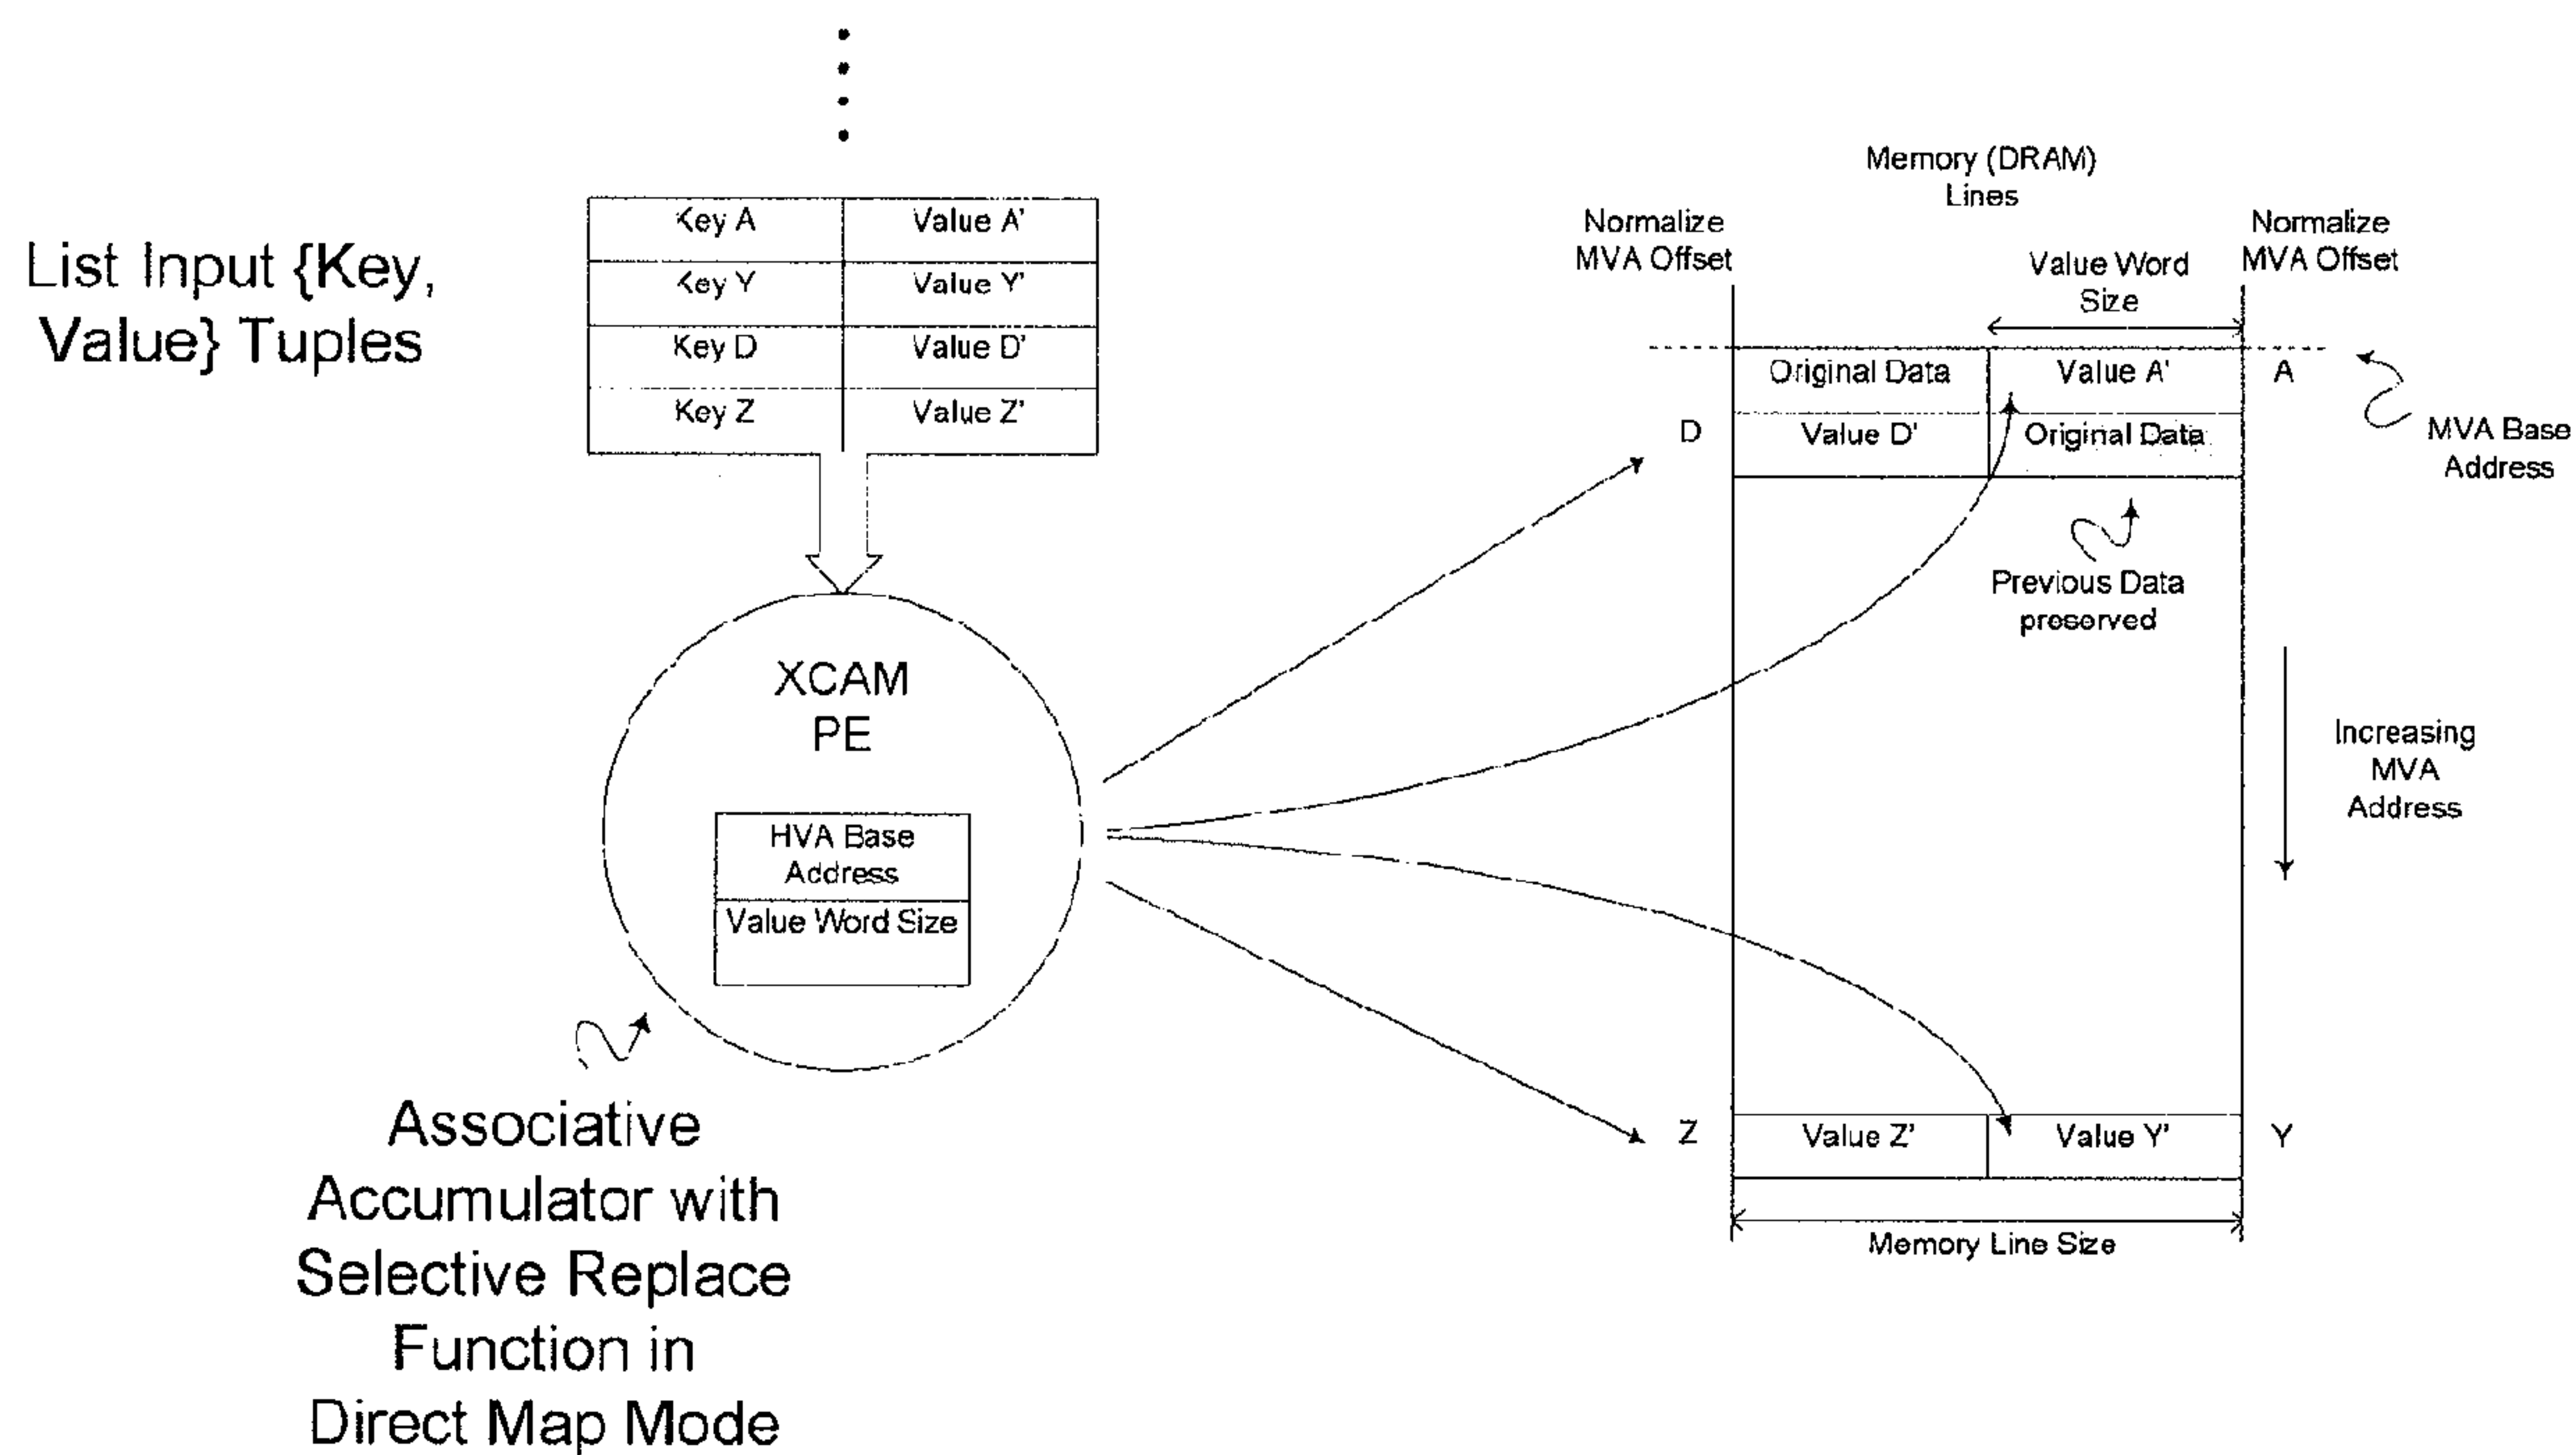 List Input {Key,
Value} Tuples
Key A Value A'
Key Y Value Y'
Key D Value D'
Key Z Value Z'
XCAM
PE
HVA Base
Address
Value Word Size
Associative
Accumulator with
Selective Replace
Function in
Direct Map Mode
Memory (DRAM)
Lines
Normalize
MVA Offset
Value Word
Size
Normalize
MVA Offset
Original Data Value A' A
D Value D' Original Data
MVA Base
Address
Previous Data
preserved
Increasing
MVA
Address
Z Value Z' Value Y' Y
Memory Line Size